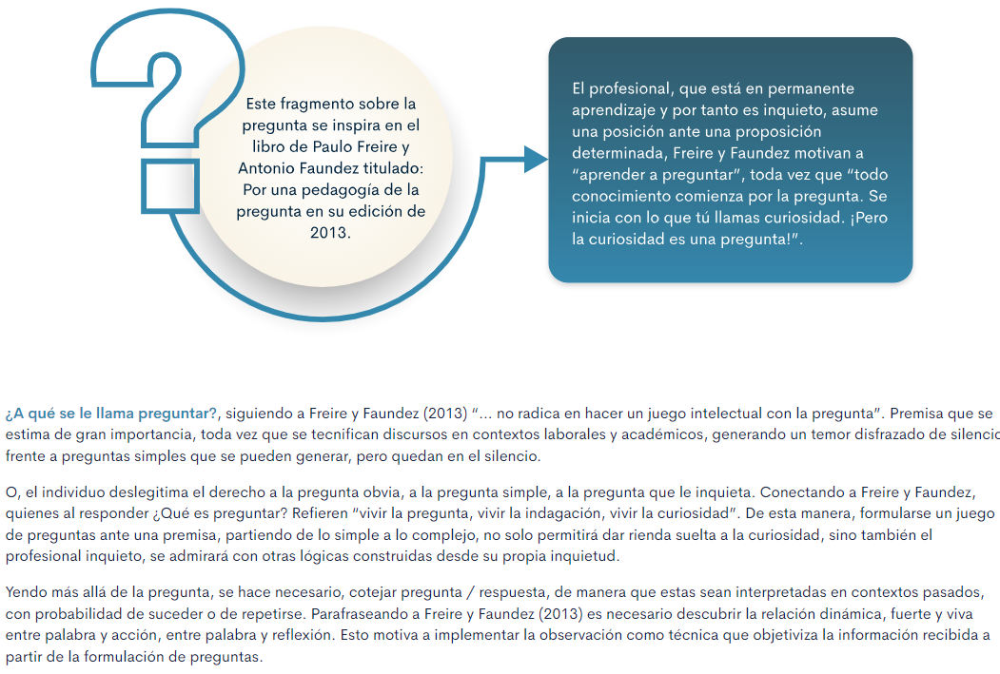 Este fragmento sobre la
pregunta se inspira en el
libro de Paulo Freire y
Antonio Faundez titulado:
Por una pedagogía de la
pregunta en su edición de
2013.
El profesional, que está en permanente
aprendizaje y por tanto es inquieto, asume
una posición ante una proposición
determinada, Freire y Faundez motivan a
“aprender a preguntar”, toda vez que “todo
conocimiento comienza por la pregunta. Se
inicia con lo que tú llamas curiosidad. ¡Pero
la curiosidad es una pregunta!”.
¿A qué se le llama preguntar?, siguiendo a Freire y Faundez (2013) “... no radica en hacer un juego intelectual con la pregunta”. Premisa que se
estima de gran importancia, toda vez que se tecnifican discursos en contextos laborales y académicos, generando un temor disfrazado de silencio
frente a preguntas simples que se pueden generar, pero quedan en el silencio.
O, el individuo deslegitima el derecho a la pregunta obvia, a la pregunta simple, a la pregunta que le inquieta. Conectando a Freire y Faundez,
quienes al responder ¿Qué es preguntar? Refieren “vivir la pregunta, vivir la indagación, vivir la curiosidad”. De esta manera, formularse un juego
de preguntas ante una premisa, partiendo de lo simple a lo complejo, no solo permitirá dar rienda suelta a la curiosidad, sino también el
profesional inquieto, se admirará con otras lógicas construidas desde su propia inquietud.
Yendo más allá de la pregunta, se hace necesario, cotejar pregunta / respuesta, de manera que estas sean interpretadas en contextos pasados,
con probabilidad de suceder o de repetirse. Parafraseando a Freire y Faundez (2013) es necesario descubrir la relación dinámica, fuerte y viva
entre palabra y acción, entre palabra y reflexión. Esto motiva a implementar la observación como técnica que objetiviza la información recibida a
partir de la formulación de preguntas.